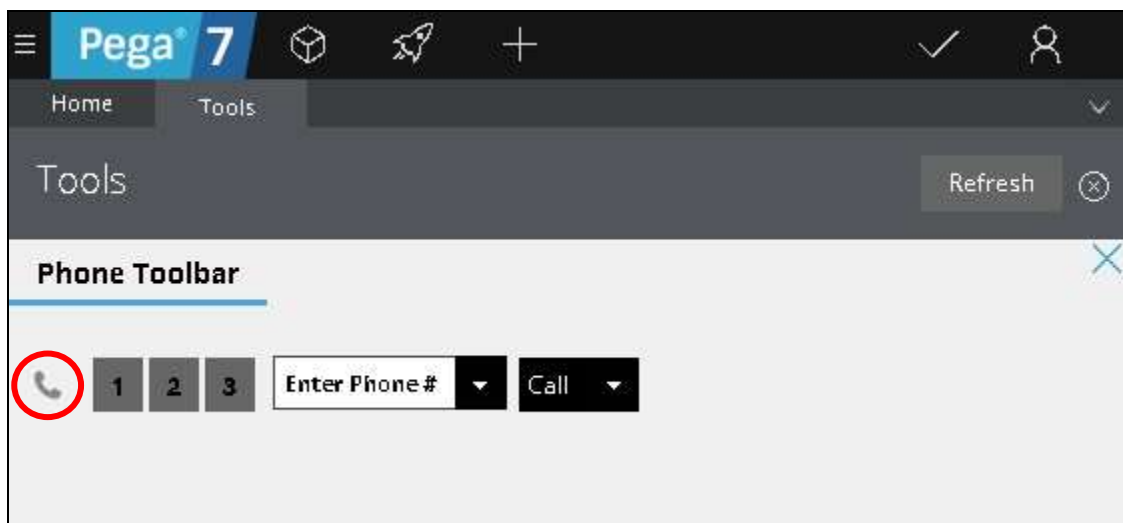 Pega® 7
Home Tools
Tools Refresh
Phone Toolbar
1 2 3 Enter Phone # Call